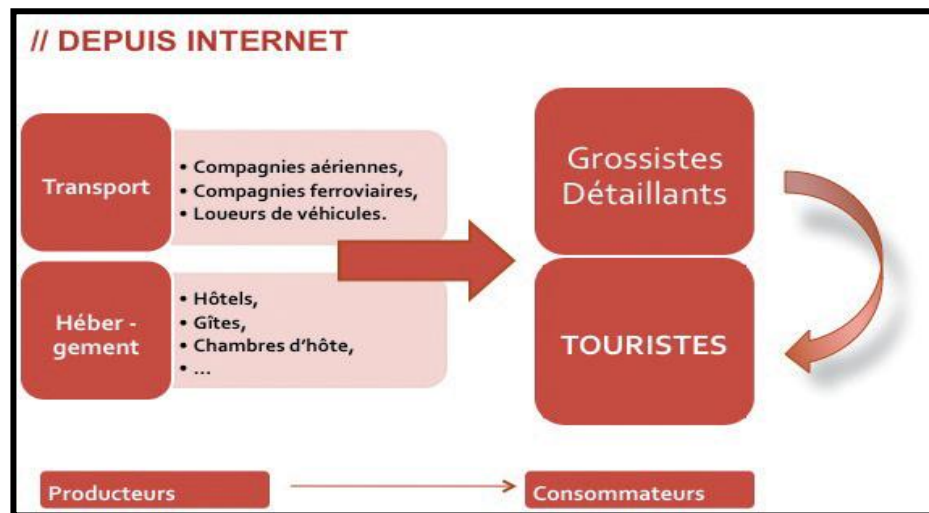 // DEPUIS INTERNET
Transport
• Compagnies aériennes,
• Compagnies ferroviaires,
• Loueurs de véhicules.
Héber -
gement
• Hôtels,
• Gîtes,
• Chambres d'hôte,
• ...
Grossistes
Détaillants
TOURISTES
Producteurs
Consommateurs